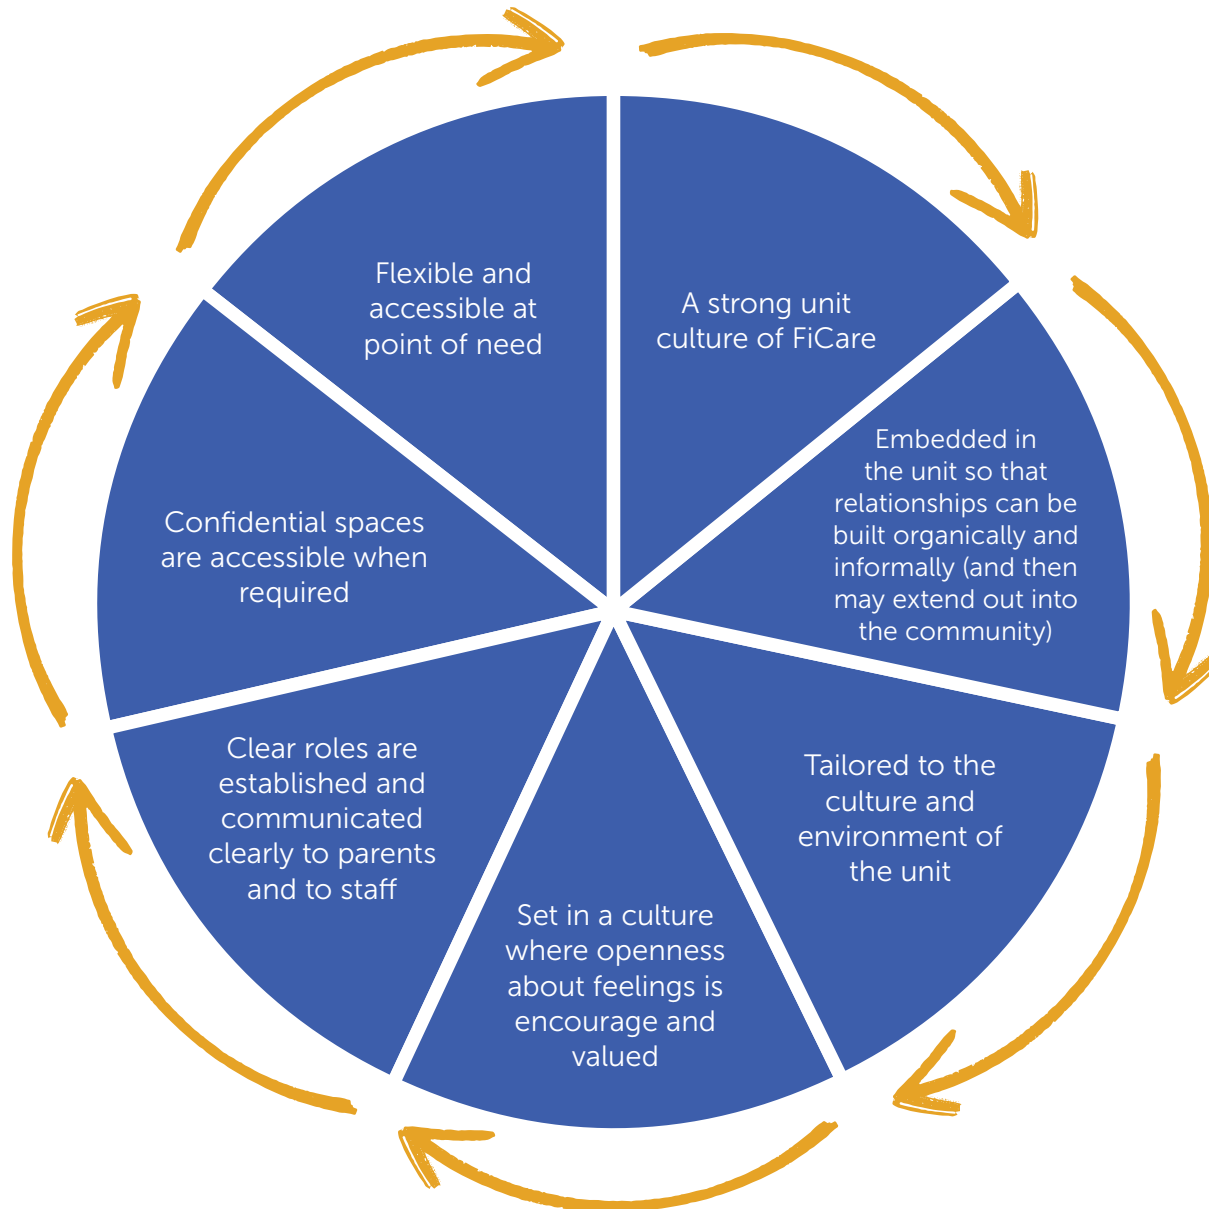 Flexible and
accessible at
point of need
A strong unit
culture of FiCare
Embedded in
the unit so that
relationships can be
built organically and
informally (and then
may extend out into
the community)
Tailored to the
culture and
environment of
the unit
Set in a culture
where openness
about feelings is
encourage and
valued
Clear roles are
established and
communicated
clearly to parents
and to staff
Confidential spaces
are accessible when
required